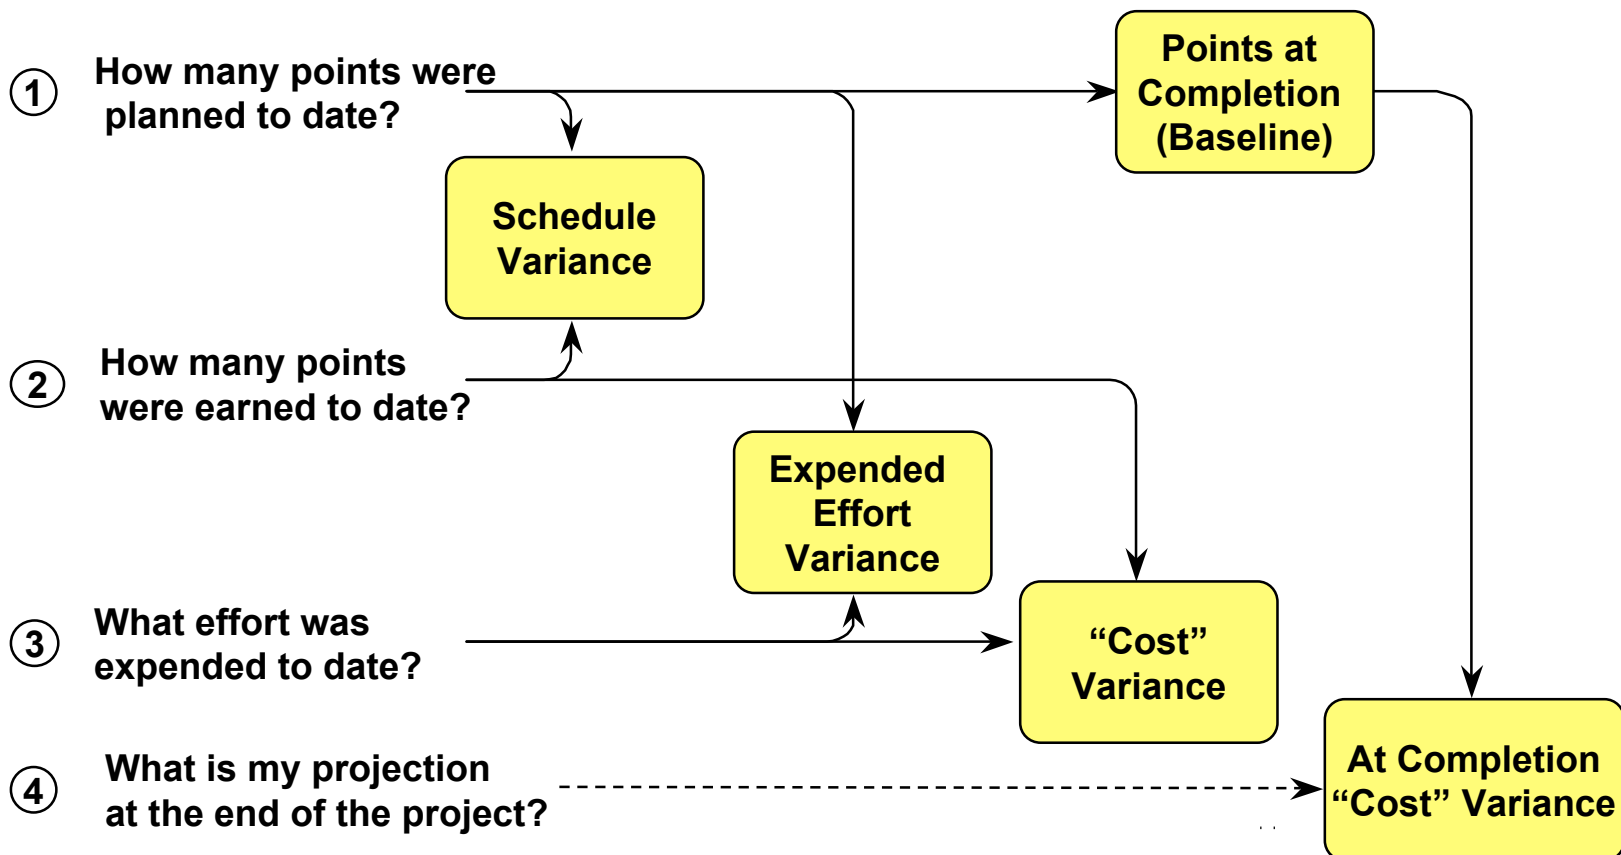 1
How many points were
planned to date?
Points at
Completion
(Baseline)
Schedule
Variance
2
How many points
were earned to date?
Expended
Effort
Variance
3
What effort was
expended to date?
“Cost”
Variance
4
What is my projection
at the end of the project?
At Completion
“Cost” Variance